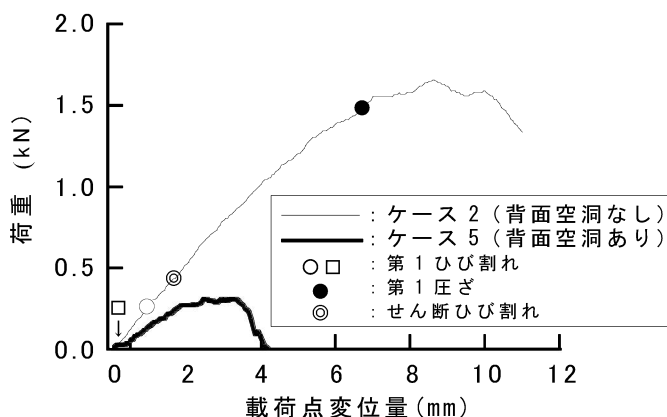 2.0
1.5
1.0
0.5
0.0
荷重 (kN)
0 2 4 6 8 10 12
載荷点変位量(mm)
: ケース2(背面空洞なし)
: ケース5(背面空洞あり)
○□ : 第1ひび割れ
● : 第1圧ざ
◎ : せん断ひび割れ